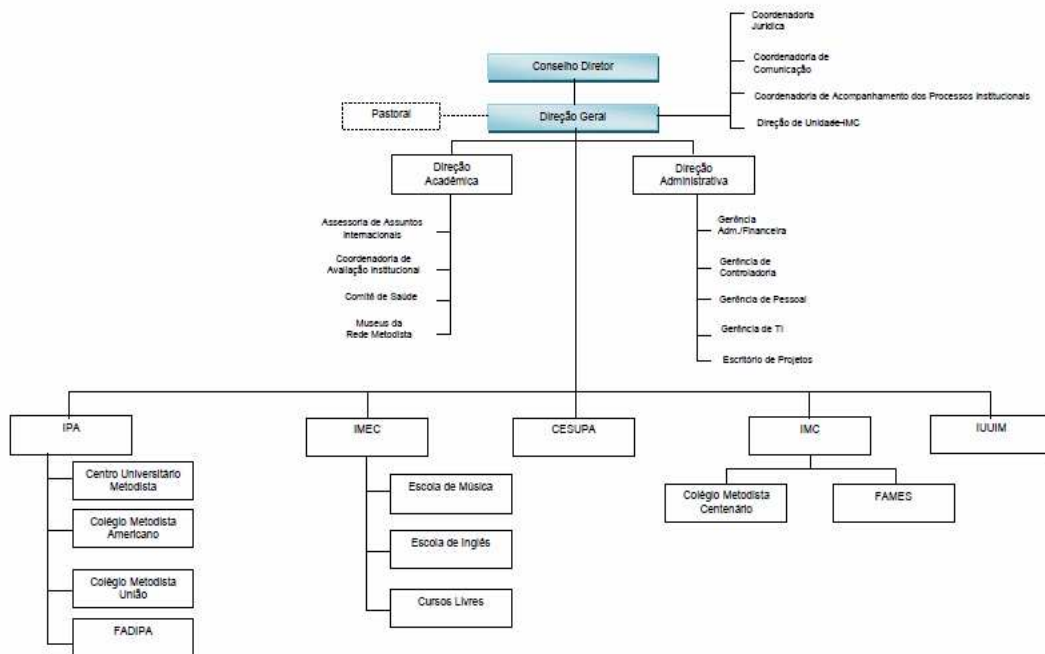 Coordenadoria
Jurídica
Coordenadoria de
Comunicação
Coordenadoria de Acompanhamento dos Processos Institucionais
Direção de Unidade-IMC
Conselho Diretor
Pastoral
Direção Geral
Direção
Acadêmica
Direção
Administrativa
Assessoria de Assuntos
Internacionais
Coordenadoria de
Avaliação Institucional
Comitê de Saúde
Museus da
Rede Metodista
Gerência
Adm./Financeira
Gerência de
Controladoria
Gerência de Pessoal
Gerência de TI
Escritório de Projetos
IPA
IMEC
CESUPA
IMC
IUUIM
Centro Universitário
Metodista
Colégio Metodista
Americano
Colégio Metodista
União
FADIPA
Escola de Música
Escola de Inglês
Cursos Livres
Colégio Metodista
Centenário
FAMES